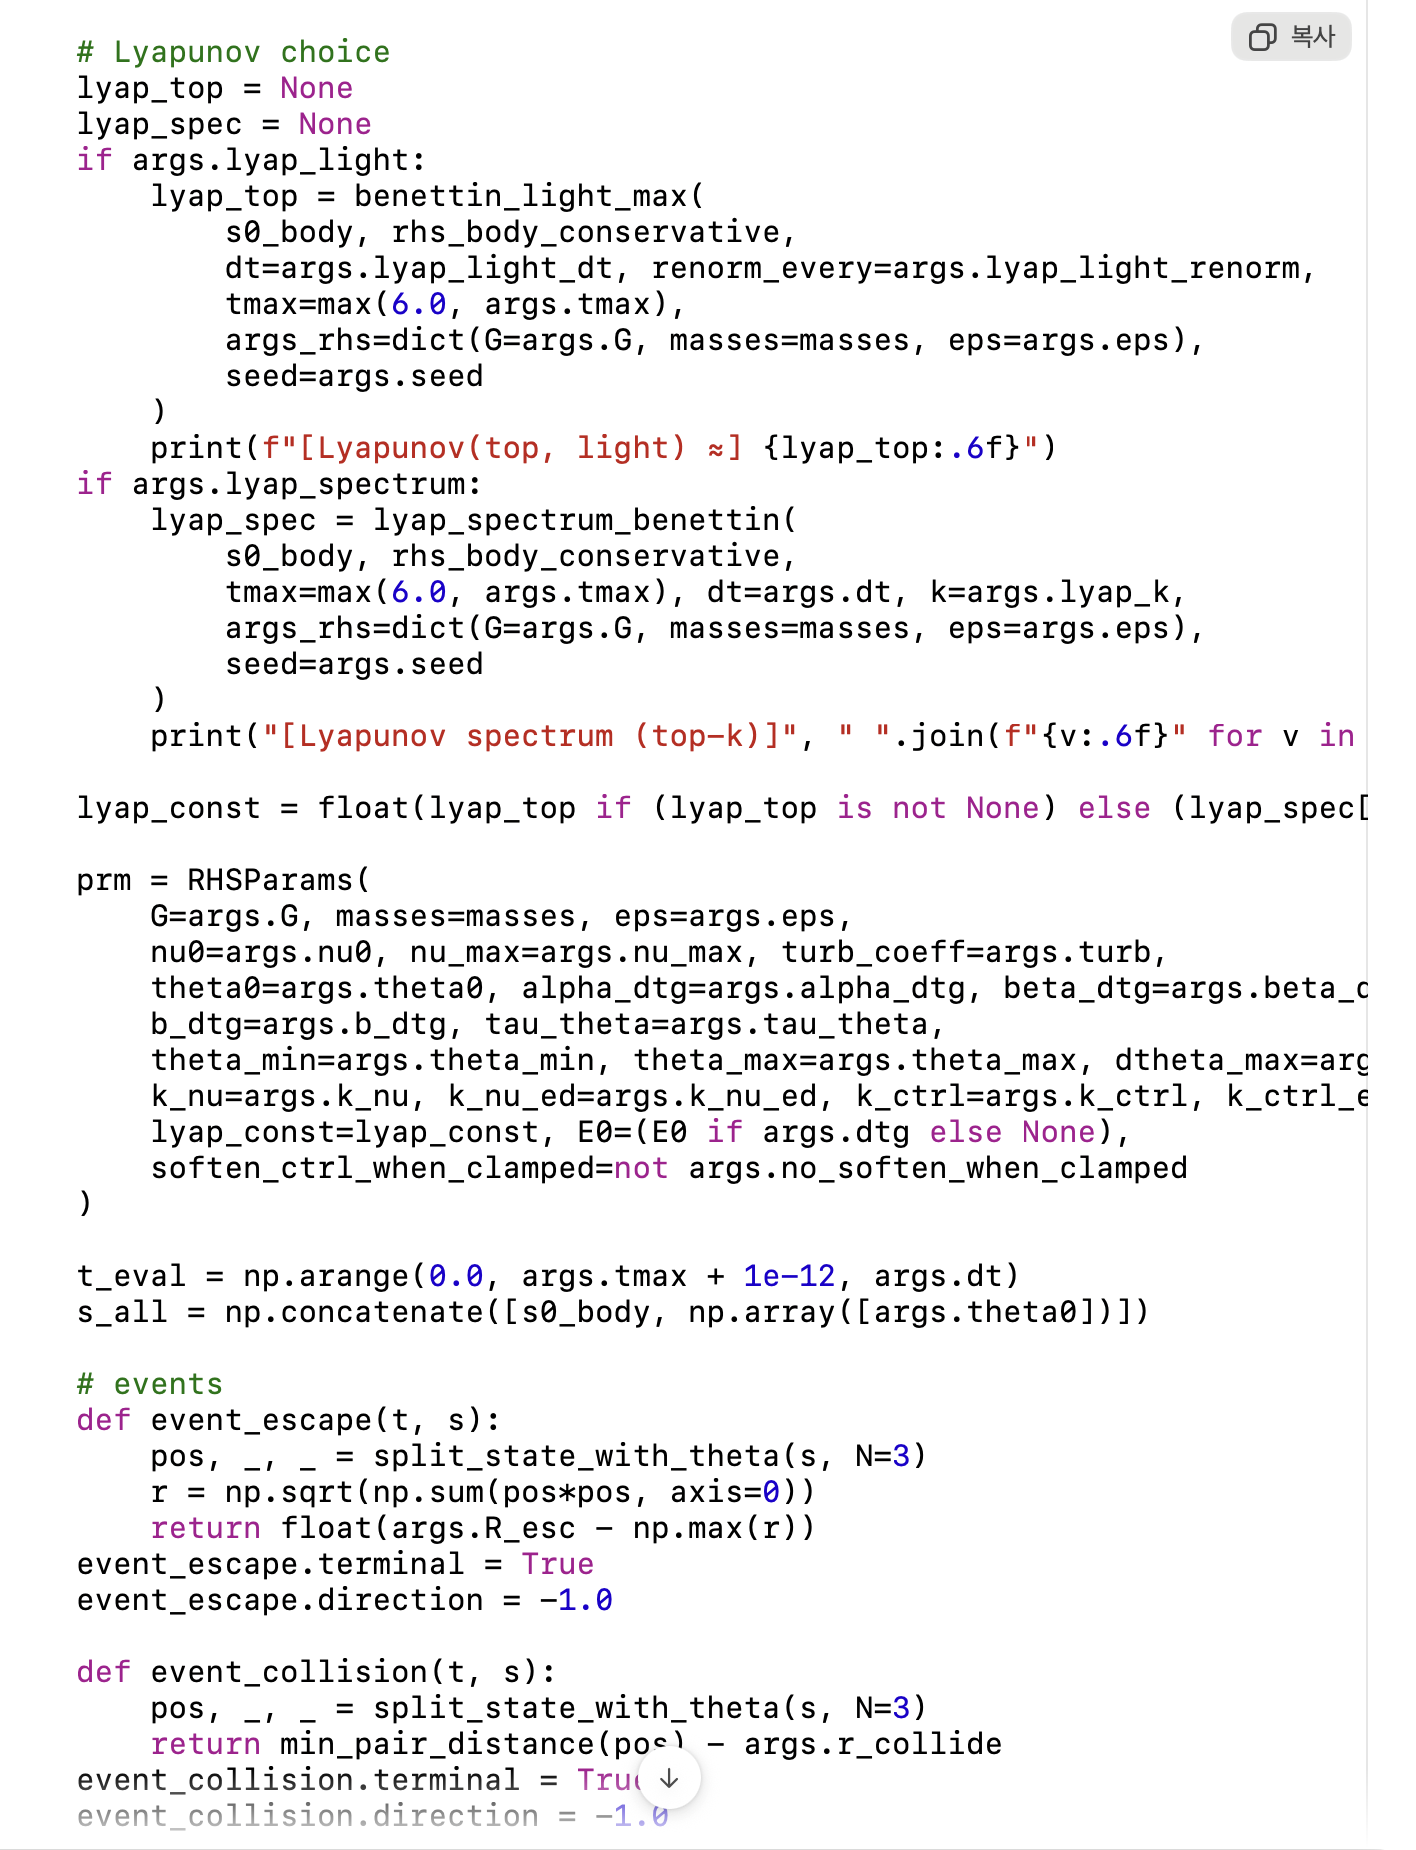 복사
# Lyapunov choice
lyap_top = None
lyap_spec = None
if args.lyap_light:
    lyap_top = benettin_light_max(
        s0_body, rhs_body_conservative,
        dt=args.lyap_light_dt, renorm_every=args.lyap_light_renorm,
        tmax=max(6.0, args.tmax),
        args_rhs=dict(G=args.G, masses=masses, eps=args.eps),
        seed=args.seed
    )
    print(f"[Lyapunov(top, light) ≈] {lyap_top:.6f}")
if args.lyap_spectrum:
    lyap_spec = lyap_spectrum_benettin(
        s0_body, rhs_body_conservative,
        tmax=max(6.0, args.tmax), dt=args.dt, k=args.lyap_k,
        args_rhs=dict(G=args.G, masses=masses, eps=args.eps),
        seed=args.seed
    )
    print("[Lyapunov spectrum (top-k)]", " ".join(f"{v:.6f}" for v in
lyap_const = float(lyap_top if (lyap_top is not None) else (lyap_spec[
prm = RHSParams(
    G=args.G, masses=masses, eps=args.eps,
    nu0=args.nu0, nu_max=args.nu_max, turb_coeff=args.turb,
    theta0=args.theta0, alpha_dtg=args.alpha_dtg, beta_dtg=args.beta_d
    b_dtg=args.b_dtg, tau_theta=args.tau_theta,
    theta_min=args.theta_min, theta_max=args.theta_max, dtheta_max=arg
    k_nu=args.k_nu, k_nu_ed=args.k_nu_ed, k_ctrl=args.k_ctrl, k_ctrl_e
    lyap_const=lyap_const, E0=(E0 if args.dtg else None),
    soften_ctrl_when_clamped=not args.no_soften_when_clamped
)
t_eval = np.arange(0.0, args.tmax + 1e-12, args.dt)
s_all = np.concatenate([s0_body, np.array([args.theta0])])
# events
def event_escape(t, s):
    pos, _, _ = split_state_with_theta(s, N=3)
    r = np.sqrt(np.sum(pos*pos, axis=0))
    return float(args.R_esc - np.max(r))
event_escape.terminal = True
event_escape.direction = -1.0
def event_collision(t, s):
    pos, _, _ = split_state_with_theta(s, N=3)
    return min_pair_distance(pos) - args.r_collide
event_collision.terminal = True
event_collision.direction = -1.0